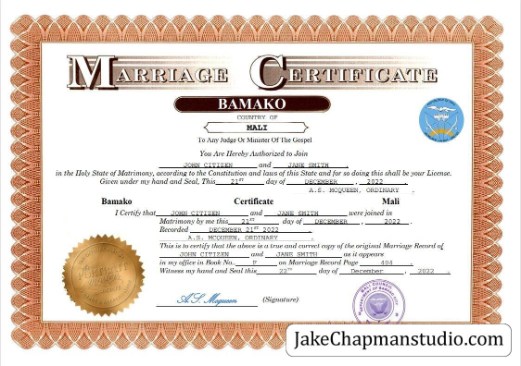 MARRIAGE CERTIFICATE
BAMAKO
COUNTRY OF
MALI
To Any Judge Or Minister Of The Gospel
You Are Hereby Authorized to Join
JOHN CITIZEN and JANE SMITH ,
in the Holy State of Matrimony, according to the Constitution and laws of this State and for so doing this shall be your License.
Given under my hand and Seal, This 21st day of DECEMBER , 2022
A.S. MCQUEEN, ORDINARY .
Bamako Certificate Mali
I Certify that JOHN CITIZEN and JANE SMITH were joined in
Matrimony by me this 21st day of DECEMBER , 2022 .
Recorded DECEMBER 21st 2022 ,
A.S. MCQUEEN, ORDINARY .
This is to certify that the above is a true and correct copy of the original Marriage Record of
JOHN CITIZEN and JANE SMITH as it appears
in my office in Book No. F on Marriage Record Page 404 .
Witness my hand and Seal this 22nd day of December , 2022 .
A.S. Mcqueen (Signature)
JakeChapmanstudio.com